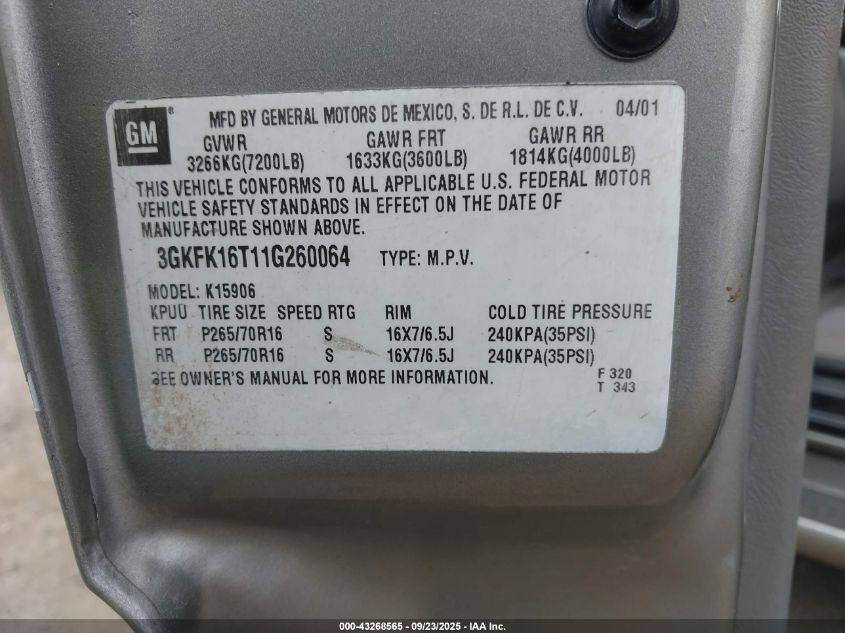 GM
MFD BY GENERAL MOTORS DE MEXICO, S. DE R.L. DE C.V. 04/01
GVWR GAWR FRT GAWR RR
3266KG(7200LB) 1633KG(3600LB) 1814KG(4000LB)
THIS VEHICLE CONFORMS TO ALL APPLICABLE U.S. FEDERAL MOTOR
VEHICLE SAFETY STANDARDS IN EFFECT ON THE DATE OF
MANUFACTURE SHOWN ABOVE.
3GKFK16T11G260064 TYPE: M.P.V.
MODEL: K15906
KPUU TIRE SIZE SPEED RTG RIM COLD TIRE PRESSURE
FRT P265/70R16 S 16X7/6.5J 240KPA(35PSI)
RR P265/70R16 S 16X7/6.5J 240KPA(35PSI)
SEE OWNER'S MANUAL FOR MORE INFORMATION.
F 320
T 343
000-43268565 • 09/23/2025 • IAA Inc.